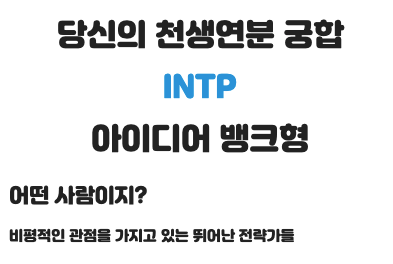 당신의 천생연분 궁합
INTP
아이디어 뱅크형
어떤 사람이지?
비평적인 관점을 가지고 있는 뛰어난 전략가들